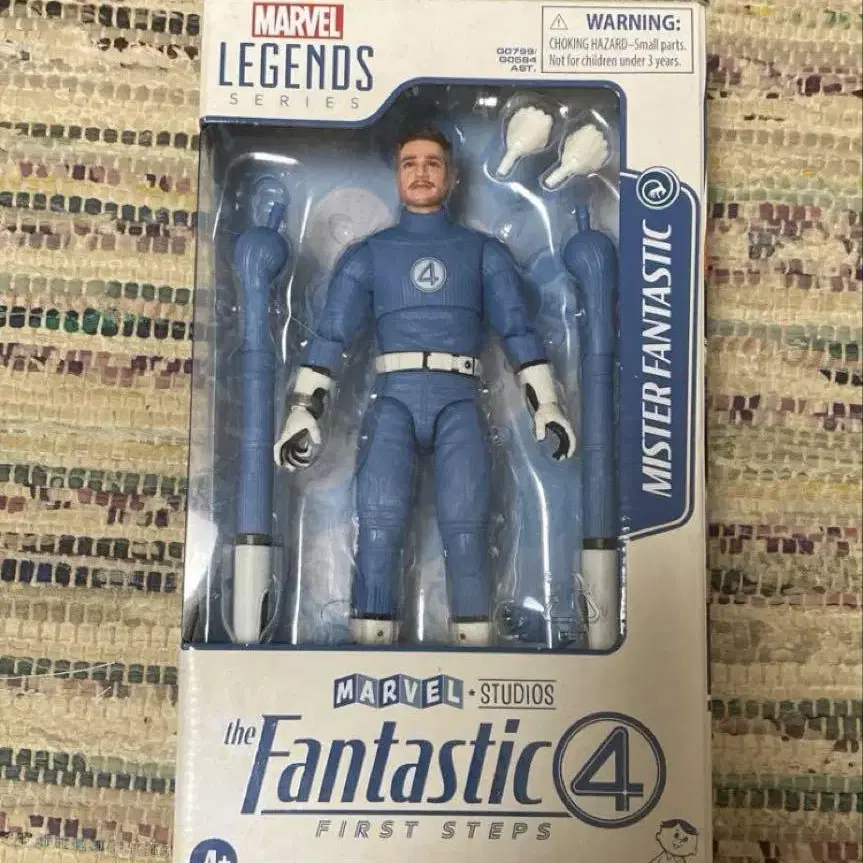 MARVEL
LEGENDS
SERIES
G0799/
G0584
AST.
WARNING:
CHOKING HAZARD–Small parts.
Not for children under 3 years.
4
MISTER FANTASTIC
MARVEL STUDIOS
the Fantastic 4
FIRST STEPS
4+